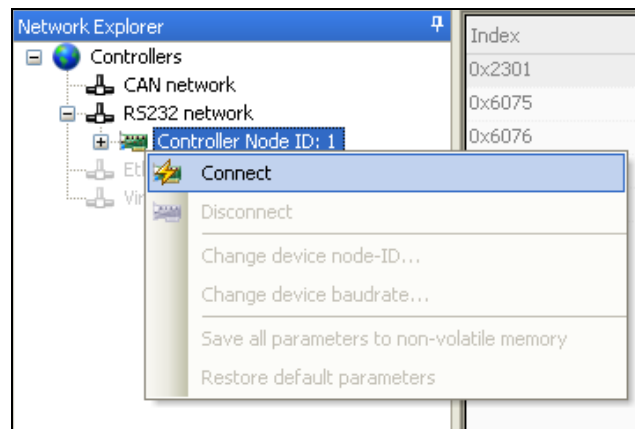 Network Explorer
Index
Controllers
0x2301
CAN network
0x6075
RS232 network
0x6076
Controller Node ID: 1
Connect
Disconnect
Change device node-ID...
Change device baudrate...
Save all parameters to non-volatile memory
Restore default parameters